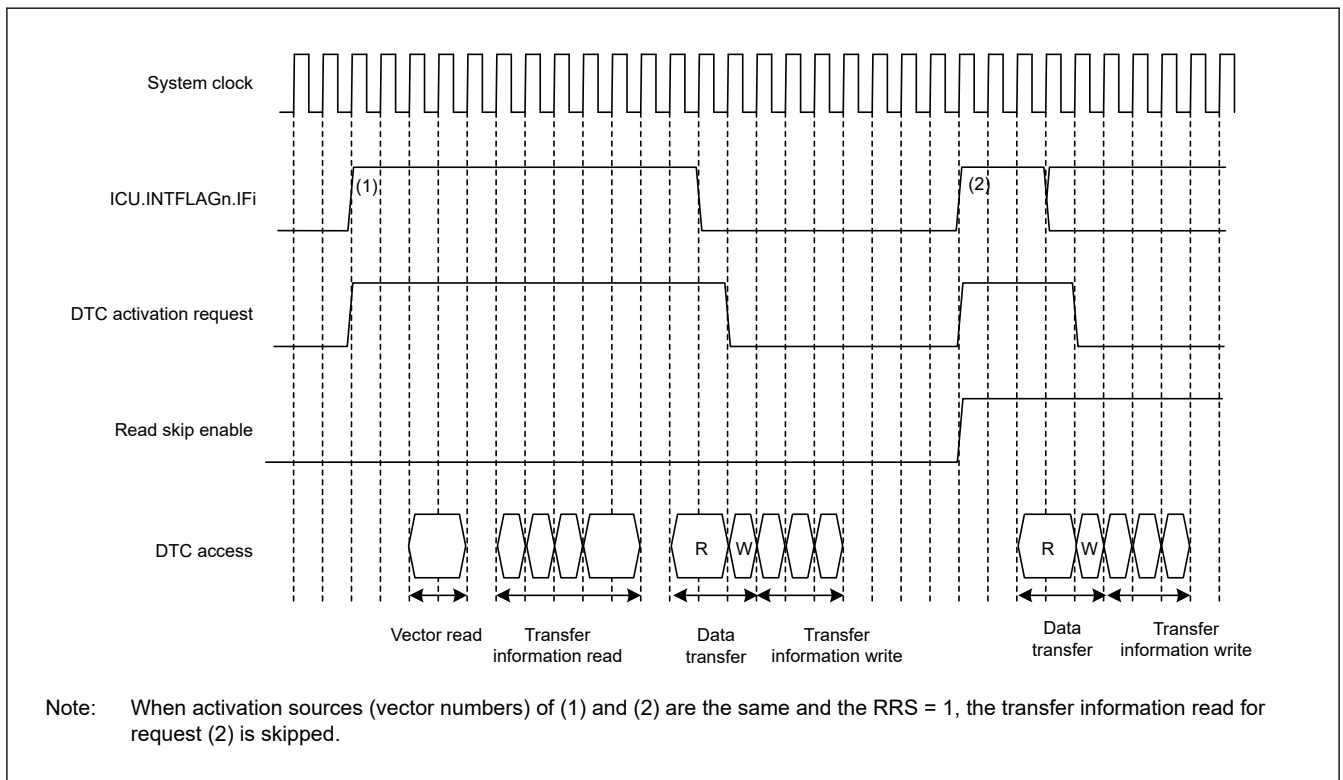 System clock
ICU.INTFLAGn.IFi
(1)
(2)
DTC activation request
Read skip enable
DTC access
R
W
R
W
Vector read
Transfer
information read
Data
transfer
Transfer
information write
Data
transfer
Transfer
information write
Note: When activation sources (vector numbers) of (1) and (2) are the same and the RRS = 1, the transfer information read for
request (2) is skipped.